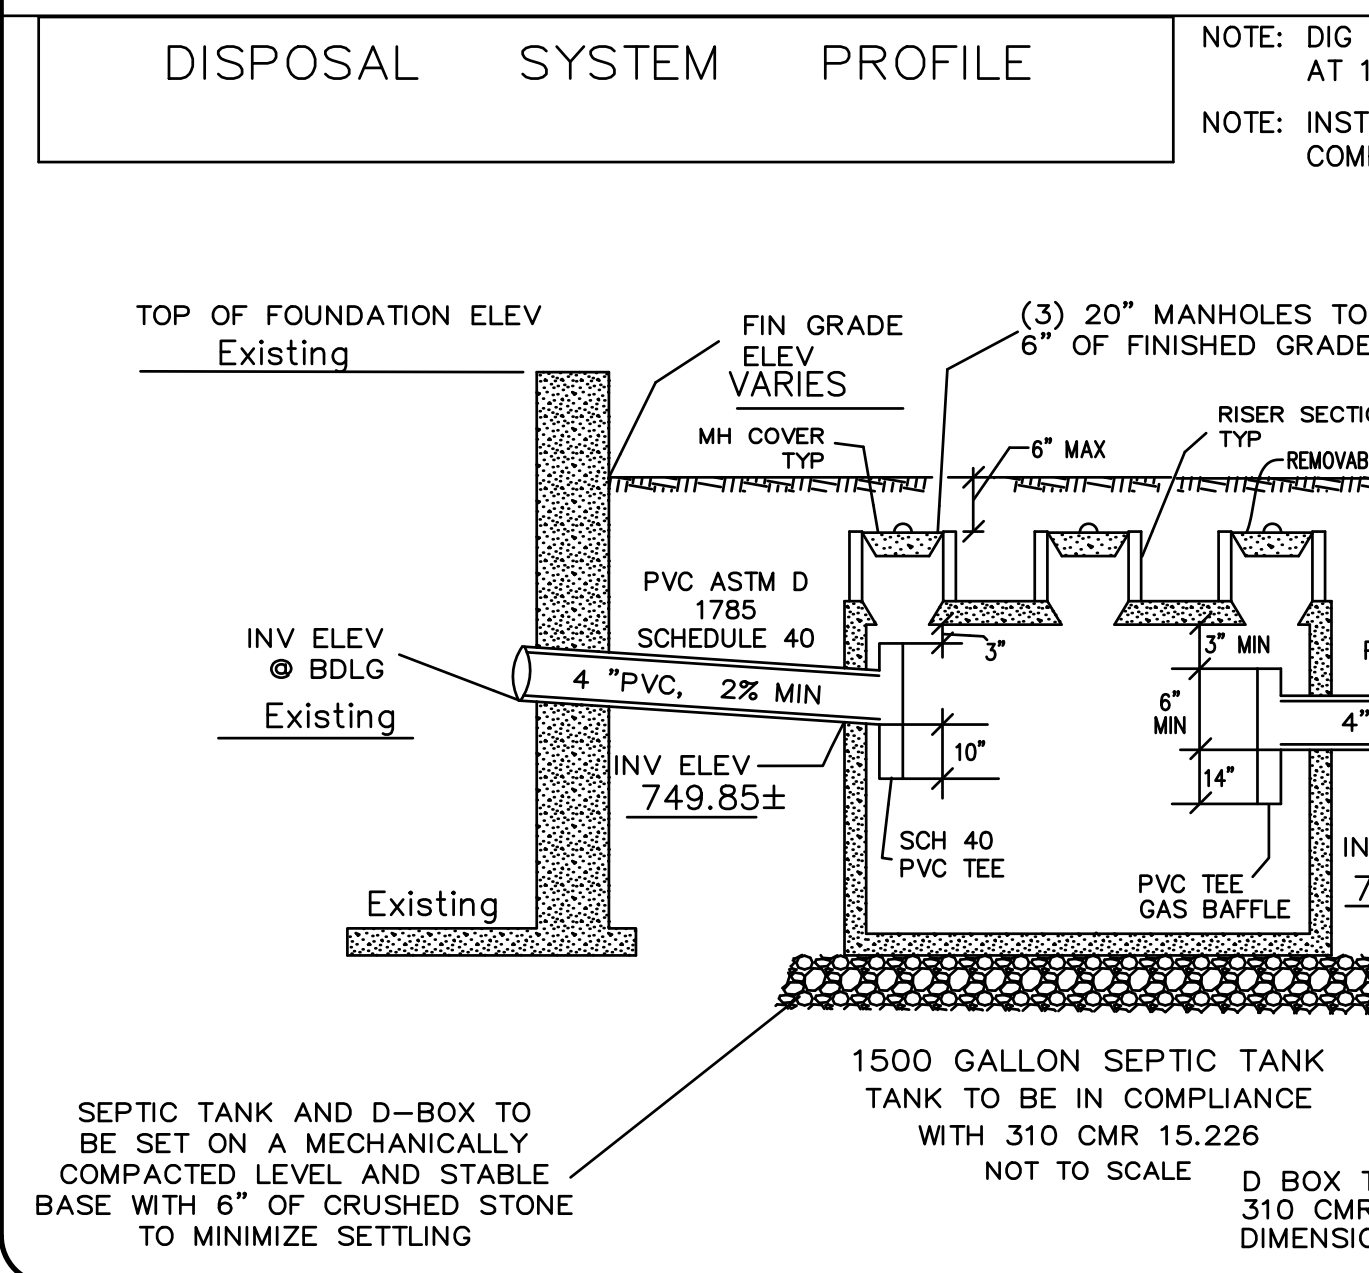 DISPOSAL SYSTEM PROFILE
NOTE: DIG
AT 1
NOTE: INST
COM
TOP OF FOUNDATION ELEV
Existing
FIN GRADE
ELEV
VARIES
(3) 20" MANHOLES TO
6" OF FINISHED GRADE
MH COVER
TYP
6" MAX
RISER SECTIO
TYP
REMOVAB
PVC ASTM D
1785
SCHEDULE 40
INV ELEV
@ BDLG
Existing
4 "PVC, 2% MIN
3"
3" MIN
6"
MIN
4"
10"
14"
INV ELEV
749.85±
SCH 40
PVC TEE
PVC TEE
GAS BAFFLE
IN
7
Existing
1500 GALLON SEPTIC TANK
TANK TO BE IN COMPLIANCE
WITH 310 CMR 15.226
NOT TO SCALE
SEPTIC TANK AND D-BOX TO
BE SET ON A MECHANICALLY
COMPACTED LEVEL AND STABLE
BASE WITH 6" OF CRUSHED STONE
TO MINIMIZE SETTLING
D BOX T
310 CMR
DIMENSIO